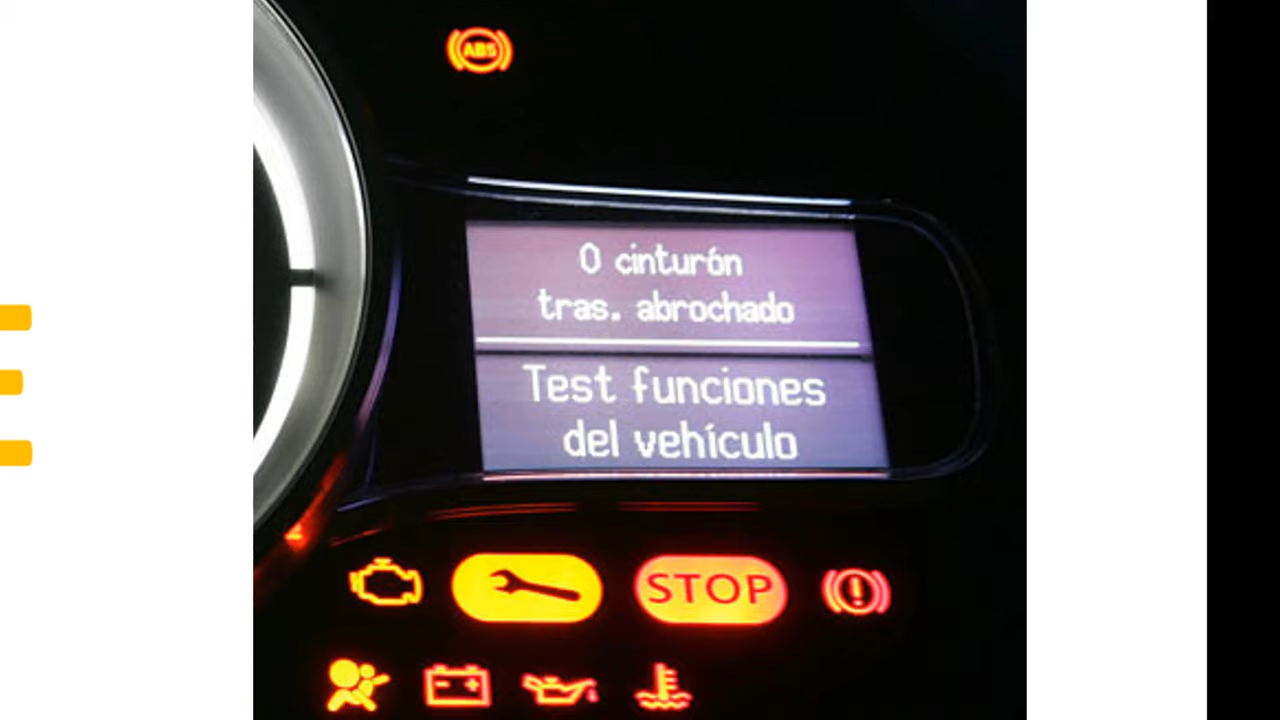 ABS
0 cinturón
tras. abrochado
Test funciones
del vehículo
STOP